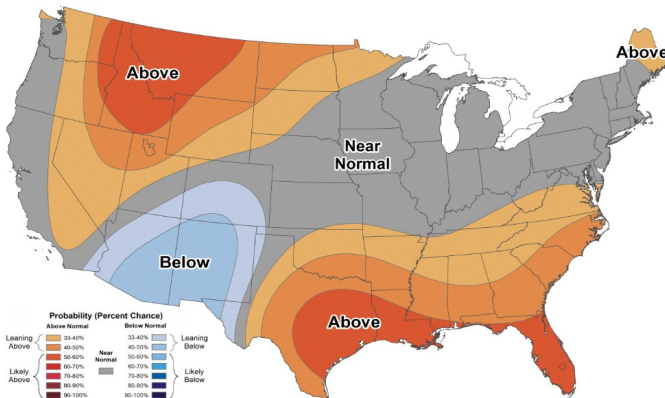 Above
Above
Near
Normal
Below
Above
Probability (Percent Chance)
Above Normal
Below Normal
Leaning
Above
33-40%
40-50%
50-60%
Likely
Above
60-70%
70-80%
80-90%
90-100%
Near
Normal
33-40%
40-50%
50-60%
60-70%
70-80%
80-90%
90-100%
Leaning
Below
Likely
Below